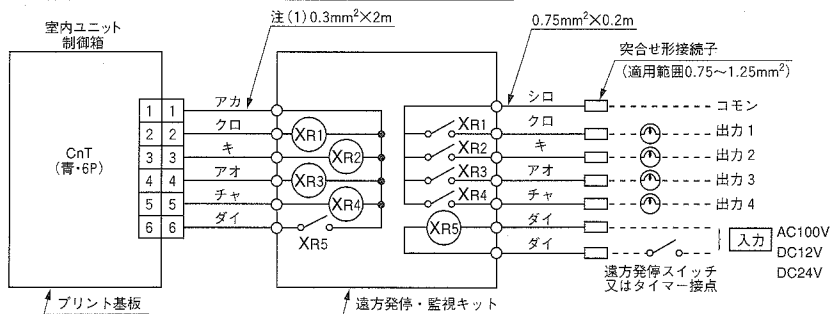 注(1) 0.3mm²×2m
0.75mm²×0.2m
室内ユニット
制御箱
突合せ形接続子
(適用範囲0.75~1.25mm²)
CnT
(青・6P)
1 1 アカ
2 2 クロ XR1
3 3 キ XR2
4 4 アオ XR3
5 5 チャ XR4
6 6 ダイ XR5
シロ コモン
XR1 クロ 出力1
XR2 キ 出力2
XR3 アオ 出力3
XR4 チャ 出力4
XR5 ダイ
ダイ
入力
AC100V
DC12V
DC24V
遠方発停スイッチ
又はタイマー接点
プリント基板
遠方発停・監視キット